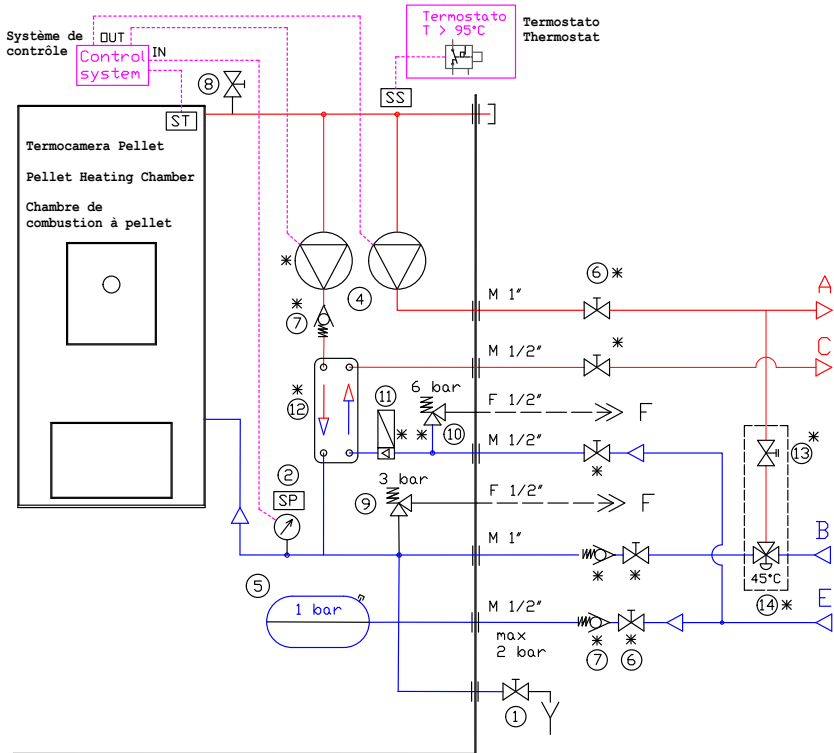 Système de
contrôle
OUT
IN
Control
system
Termostato
T > 95°C
Termostato
Thermostat
8
SS
ST
Termocamera Pellet
Pellet Heating Chamber
Chambre de
combustion à pellet
*
6 *
A
M 1"
4
*
7
M 1/2"
*
C
*
12
11
6 bar
F 1/2"
F
* *
10
M 1/2"
*
13 *
2
SP
3 bar
9
F 1/2"
F
M 1"
* *
B
45°C
14 *
5
1 bar
M 1/2"
max
2 bar
* *
7 6
E
1